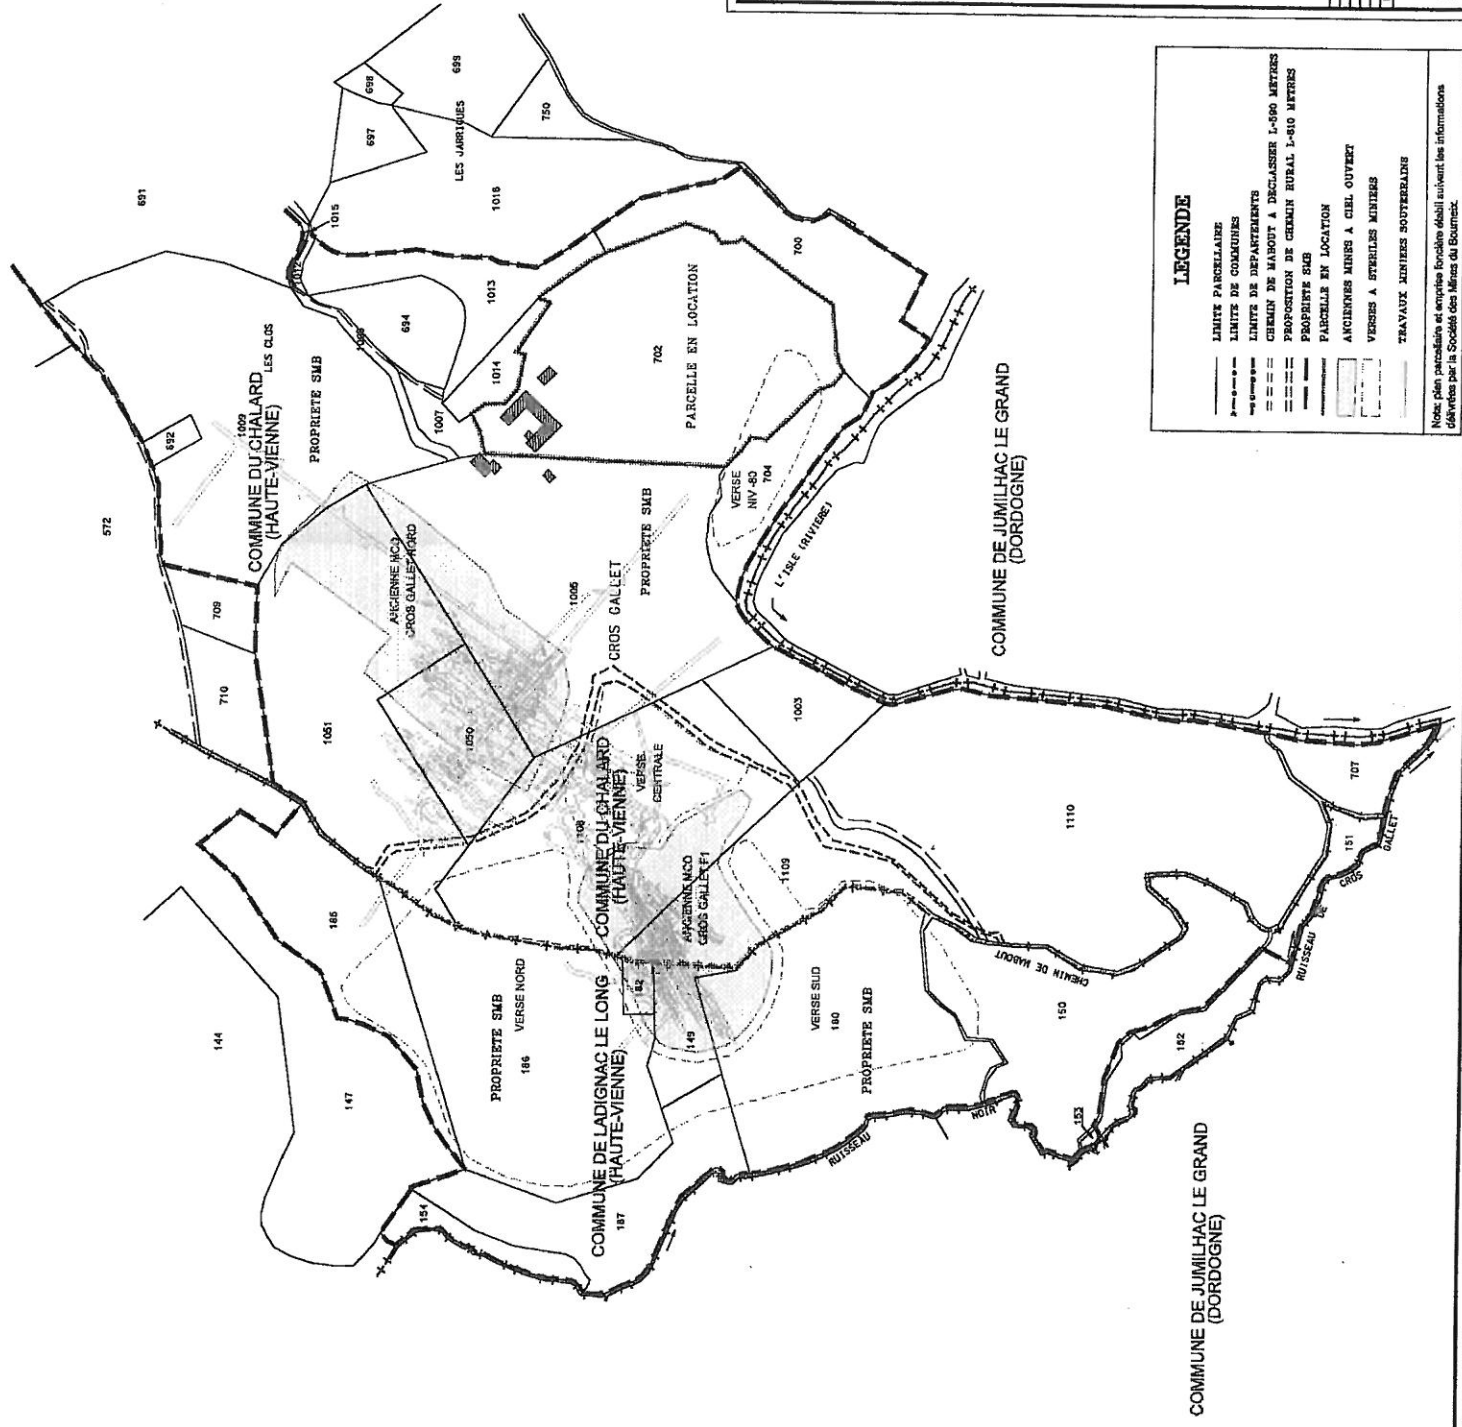 691
698
699
697
LES JARRIGUES
750
1015
1016
1012
572
LES CLOS
1009
692
COMMUNE DU CHALARD
(HAUTE-VIENNE)
PROPRIETE SMB
694
1013
1014
1007
700
702
PARCELLE EN LOCATION
709
710
ANCIENNE MCO
CROS GALLET NORD
1005
PROPRIETE SMB
CROS GALLET
VERSE
NIV -80
704
L'ISLE (RIVIERE)
COMMUNE DE JUMILHAC LE GRAND
(DORDOGNE)
1051
1050
1003
COMMUNE DU CHALARD
(HAUTE-VIENNE)
VERSE
CENTRALE
1108
ANCIENNE MCO
CROS GALLET F1
1109
1110
707
151
RUISSEAU DE CROS GALLET
185
144
147
PROPRIETE SMB
VERSE NORD
186
182
149
COMMUNE DE LADIGNAC LE LONG
(HAUTE-VIENNE)
VERSE SUD
180
PROPRIETE SMB
CHEMIN DE MABOUT
150
152
153
154
187
RUISSEAU NOIR
COMMUNE DE JUMILHAC LE GRAND
(DORDOGNE)
LEGENDE
LIMITE PARCELLAIRE
LIMITE DE COMMUNES
LIMITE DE DEPARTEMENTS
CHEMIN DE MABOUT A DECLASSER L=590 METRES
PROPOSITION DE CHEMIN RURAL L=810 METRES
PROPRIETE SMB
PARCELLE EN LOCATION
ANCIENNES MINES A CIEL OUVERT
VERSES A STERILES MINIERS
TRAVAUX MINIERS SOUTERRAINS
Nota: plan parcellaire et emprise foncière établi suivant les informations
délivrées par la Société des Mines du Bourneix.